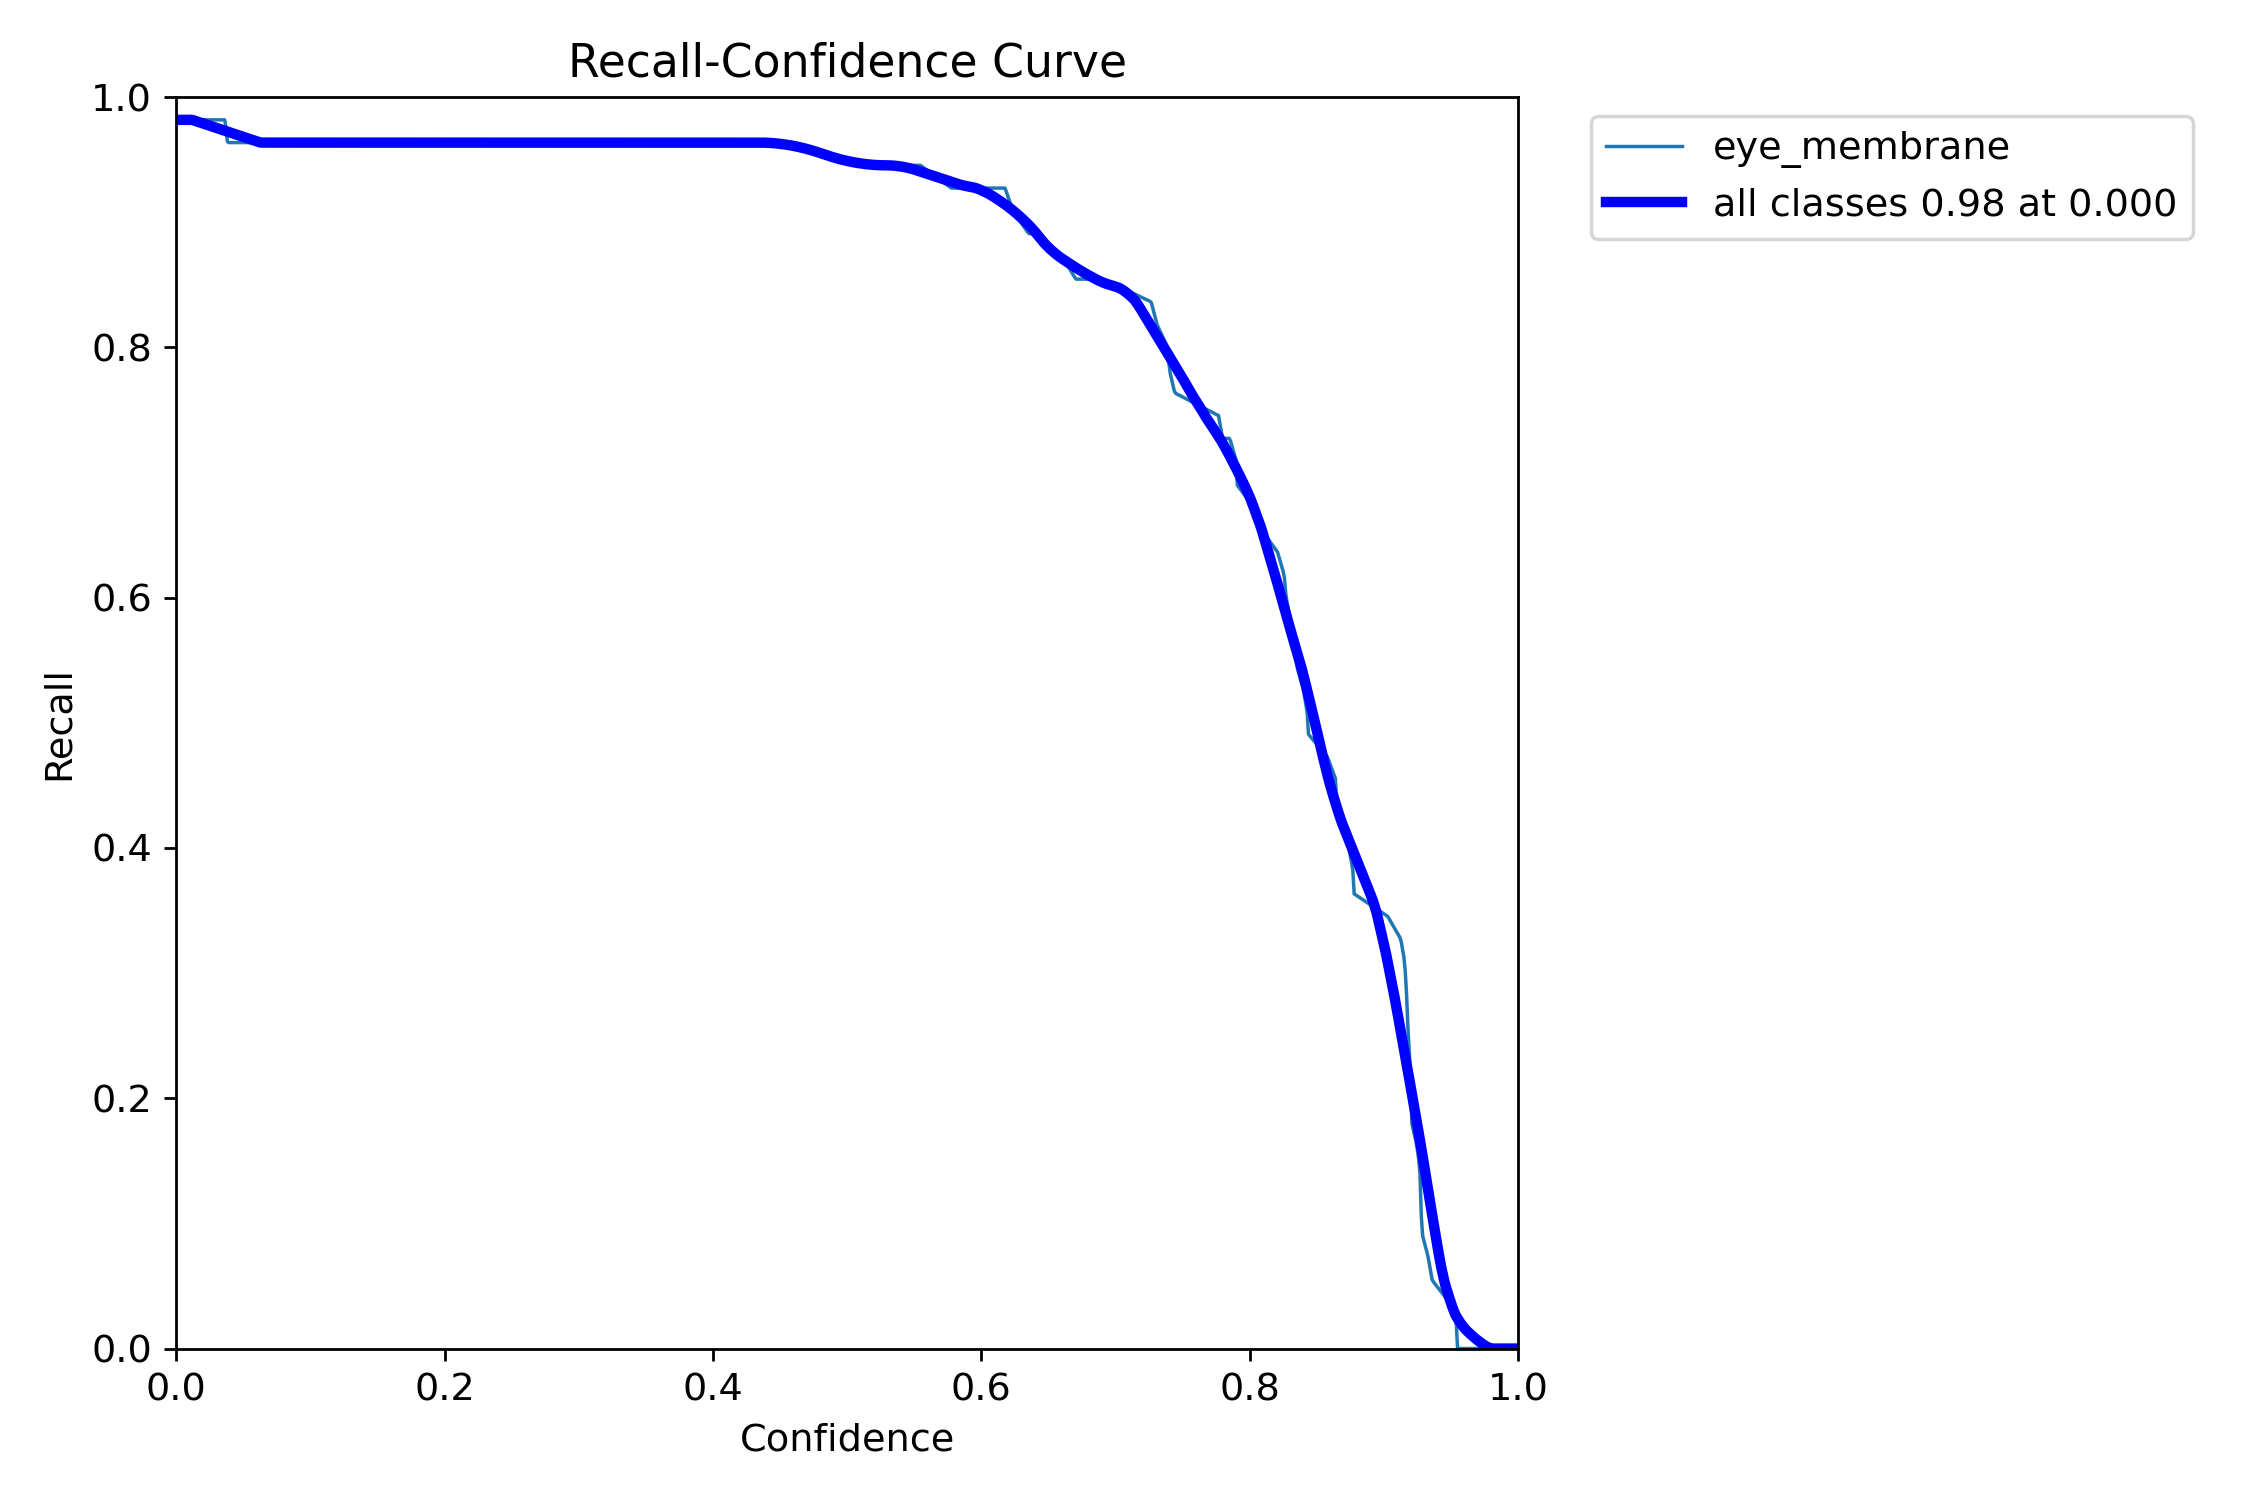 Recall-Confidence Curve
eye_membrane
all classes 0.98 at 0.000
1.0
0.8
0.6
0.4
0.2
0.0
Recall
0.0 0.2 0.4 0.6 0.8 1.0
Confidence